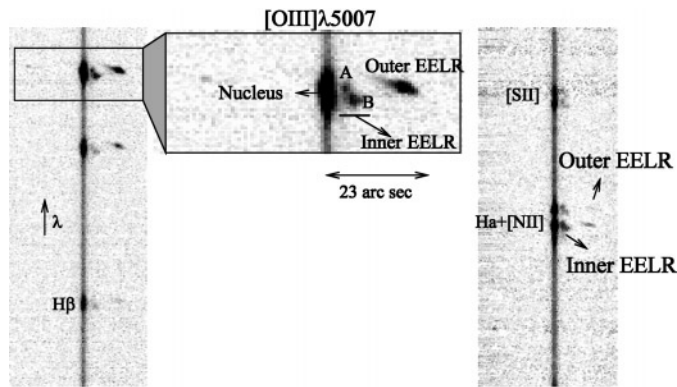 [OIII]λ5007
A
Outer EELR
Nucleus
B
Inner EELR
23 arc sec
λ
Hβ
[SII]
Outer EELR
Ha+[NII]
Inner EELR